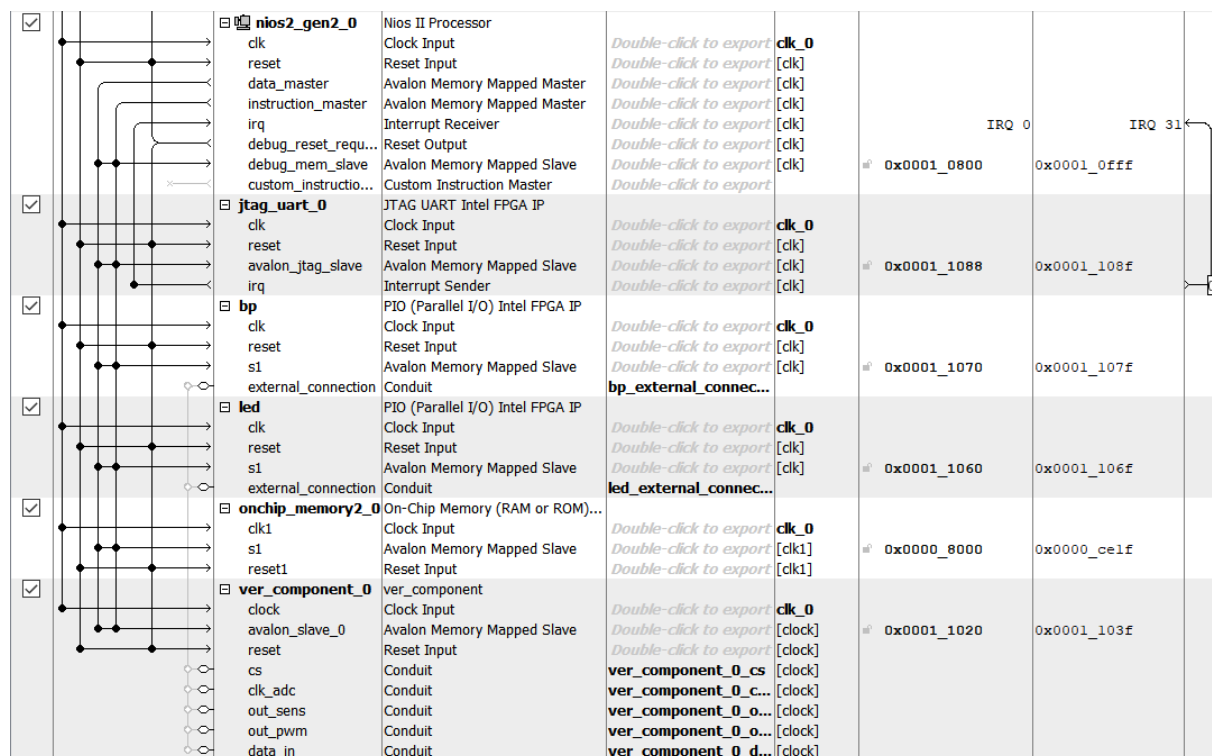 nios2_gen2_0 Nios II Processor
clk Clock Input Double-click to export clk_0
reset Reset Input Double-click to export [clk]
data_master Avalon Memory Mapped Master Double-click to export [clk]
instruction_master Avalon Memory Mapped Master Double-click to export [clk]
irq Interrupt Receiver Double-click to export [clk] IRQ 0 IRQ 31
debug_reset_requ... Reset Output Double-click to export [clk]
debug_mem_slave Avalon Memory Mapped Slave Double-click to export [clk] 0x0001_0800 0x0001_0fff
custom_instructio... Custom Instruction Master Double-click to export
jtag_uart_0 JTAG UART Intel FPGA IP
clk Clock Input Double-click to export clk_0
reset Reset Input Double-click to export [clk]
avalon_jtag_slave Avalon Memory Mapped Slave Double-click to export [clk] 0x0001_1088 0x0001_108f
irq Interrupt Sender Double-click to export [clk]
bp PIO (Parallel I/O) Intel FPGA IP
clk Clock Input Double-click to export clk_0
reset Reset Input Double-click to export [clk]
s1 Avalon Memory Mapped Slave Double-click to export [clk] 0x0001_1070 0x0001_107f
external_connection Conduit bp_external_connec...
led PIO (Parallel I/O) Intel FPGA IP
clk Clock Input Double-click to export clk_0
reset Reset Input Double-click to export [clk]
s1 Avalon Memory Mapped Slave Double-click to export [clk] 0x0001_1060 0x0001_106f
external_connection Conduit led_external_connec...
onchip_memory2_0 On-Chip Memory (RAM or ROM)...
clk1 Clock Input Double-click to export clk_0
s1 Avalon Memory Mapped Slave Double-click to export [clk1] 0x0000_8000 0x0000_ce1f
reset1 Reset Input Double-click to export [clk1]
ver_component_0 ver_component
clock Clock Input Double-click to export clk_0
avalon_slave_0 Avalon Memory Mapped Slave Double-click to export [clock] 0x0001_1020 0x0001_103f
reset Reset Input Double-click to export [clock]
cs Conduit ver_component_0_cs [clock]
clk_adc Conduit ver_component_0_c... [clock]
out_sens Conduit ver_component_0_o... [clock]
out_pwm Conduit ver_component_0_o... [clock]
data_in Conduit ver_component_0_d... [clock]